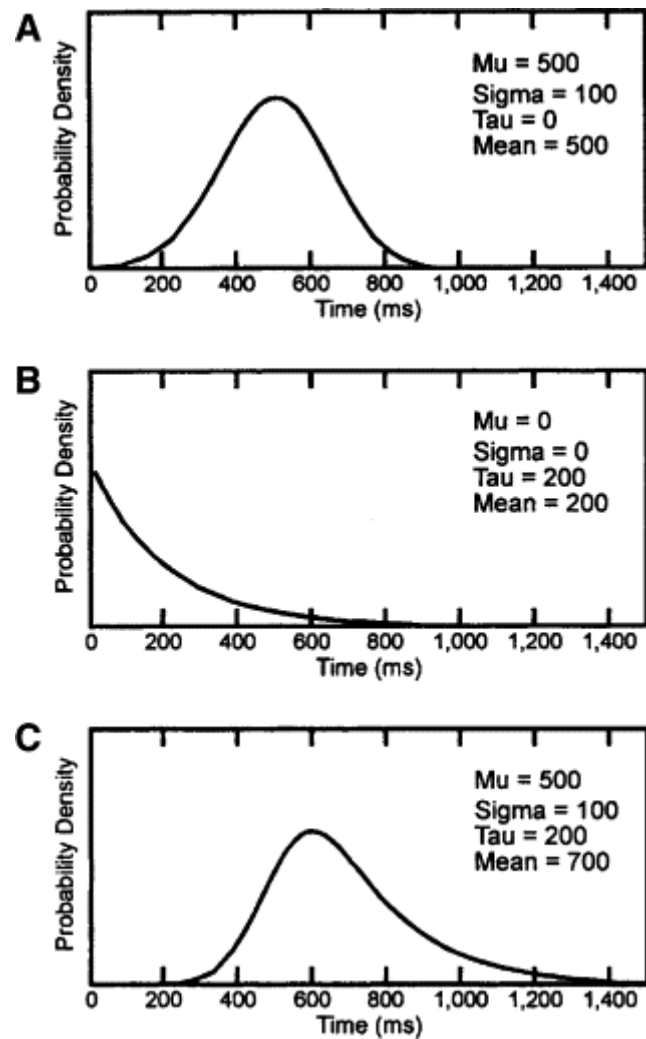 A
Probability Density
Mu = 500
Sigma = 100
Tau = 0
Mean = 500
0 200 400 600 800 1,000 1,200 1,400
Time (ms)
B
Probability Density
Mu = 0
Sigma = 0
Tau = 200
Mean = 200
0 200 400 600 800 1,000 1,200 1,400
Time (ms)
C
Probability Density
Mu = 500
Sigma = 100
Tau = 200
Mean = 700
0 200 400 600 800 1,000 1,200 1,400
Time (ms)